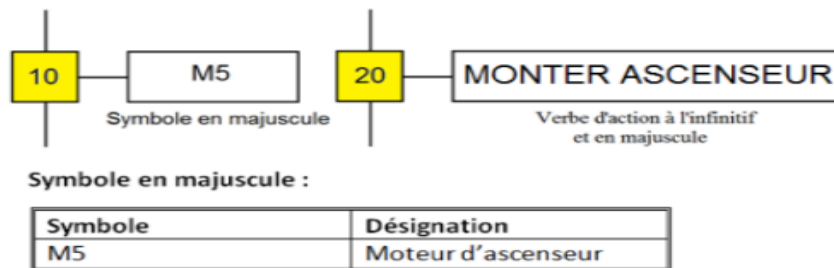 10 M5 20 MONTER ASCENSEUR
Symbole en majuscule Verbe d'action à l'infinitif
et en majuscule
Symbole en majuscule :
Symbole Désignation
M5 Moteur d'ascenseur